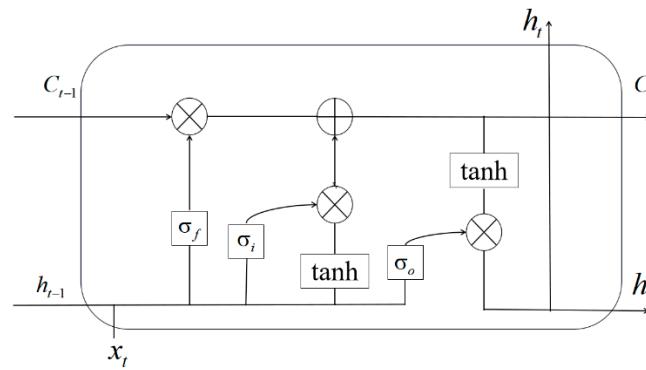 h_t
C_{t-1}
C
tanh
σ_f
σ_i
tanh
σ_o
h_{t-1}
h
x_t